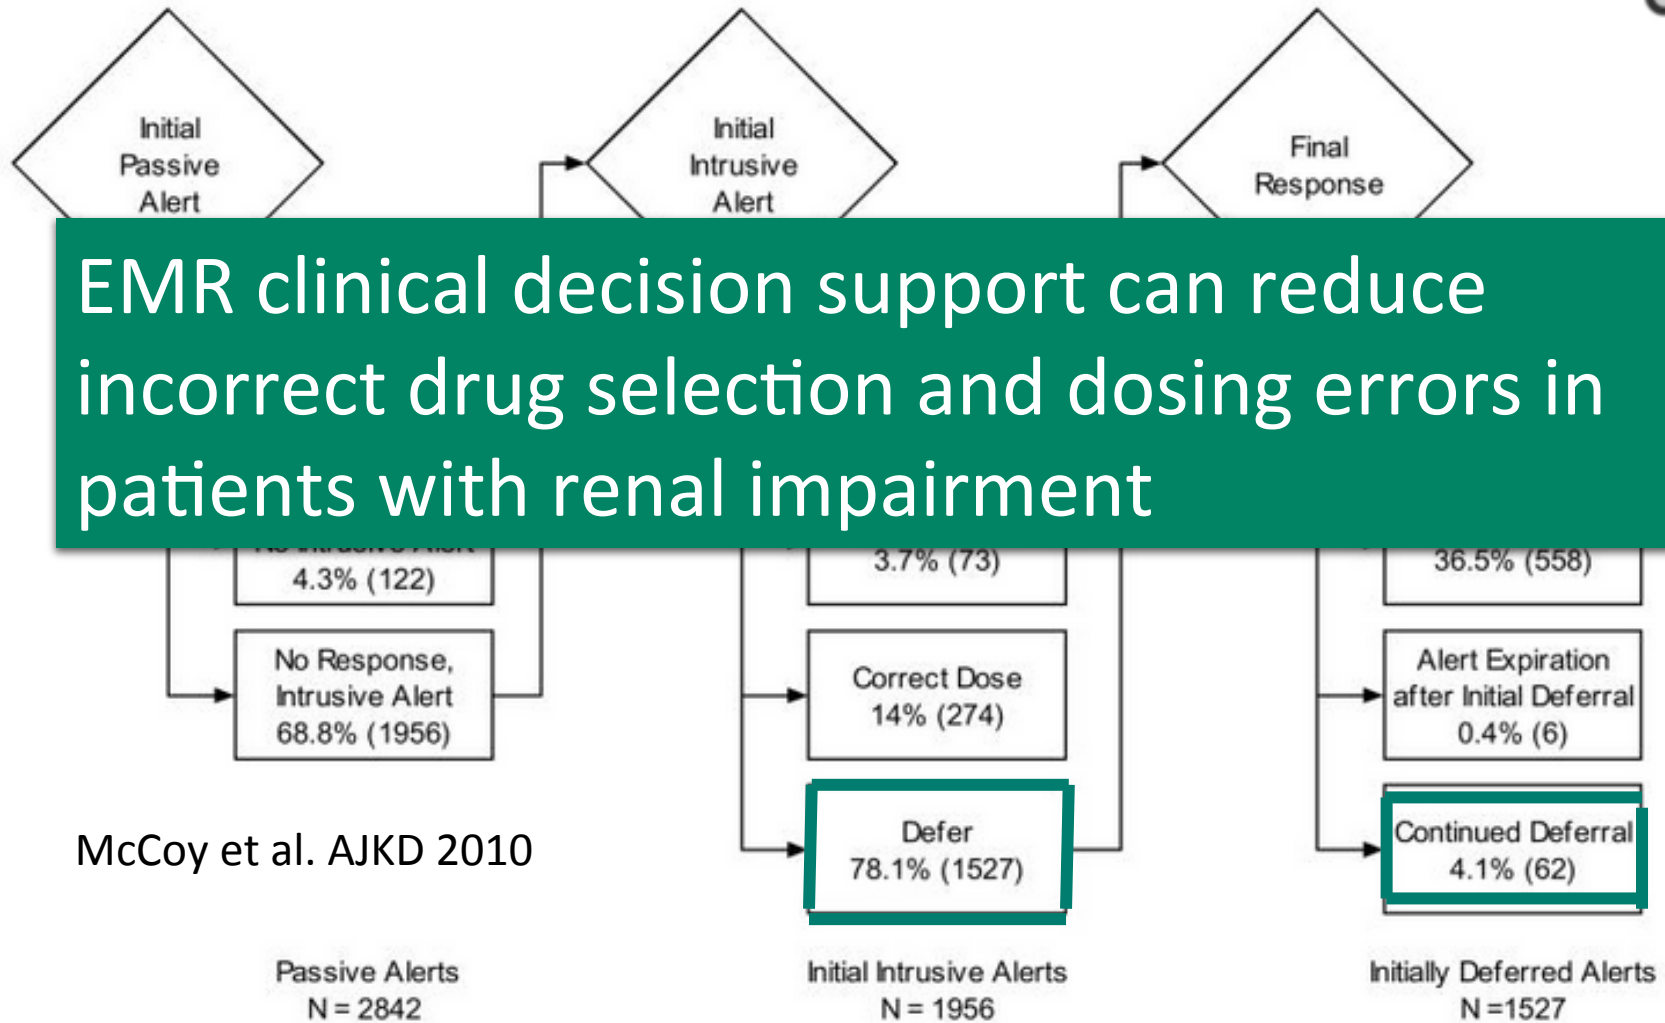 Initial
Passive
Alert
Initial
Intrusive
Alert
Final
Response
EMR clinical decision support can reduce
incorrect drug selection and dosing errors in
patients with renal impairment
4.3% (122)
3.7% (73)
36.5% (558)
No Response,
Intrusive Alert
68.8% (1956)
Correct Dose
14% (274)
Alert Expiration
after Initial Deferral
0.4% (6)
Defer
78.1% (1527)
Continued Deferral
4.1% (62)
McCoy et al. AJKD 2010
Passive Alerts
N = 2842
Initial Intrusive Alerts
N = 1956
Initially Deferred Alerts
N =1527